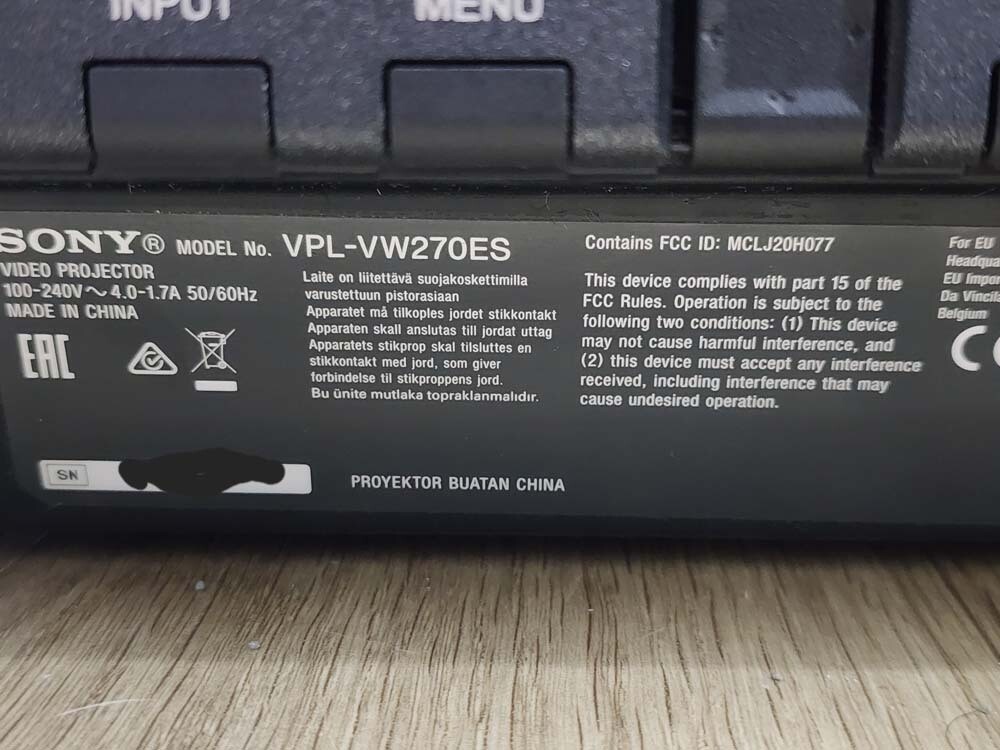 INPUT
MENU
SONY® MODEL No. VPL-VW270ES
VIDEO PROJECTOR
100-240V～ 4.0-1.7A 50/60Hz
MADE IN CHINA
EAC
Laite on liitettävä suojakoskettimilla
varustettuun pistorasiaan
Apparatet må tilkoples jordet stikkontakt
Apparaten skall anslutas till jordat uttag
Apparatets stikprop skal tilsluttes en
stikkontakt med jord, som giver
forbindelse til stikproppens jord.
Bu ünite mutlaka topraklanmalıdır.
Contains FCC ID: MCLJ20H077
This device complies with part 15 of the
FCC Rules. Operation is subject to the
following two conditions: (1) This device
may not cause harmful interference, and
(2) this device must accept any interference
received, including interference that may
cause undesired operation.
For EU
EU
Da
Belgium
SN
PROYEKTOR BUATAN CHINA